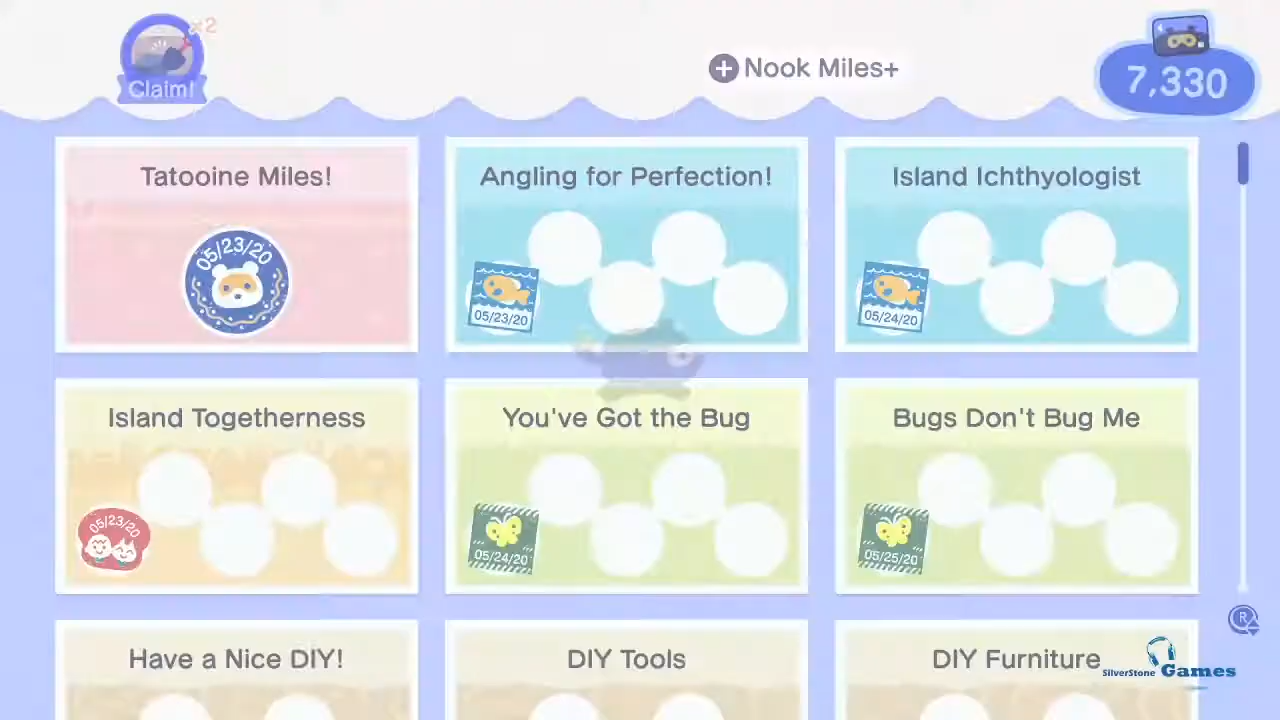 ×2
Claim!
+ Nook Miles+
7,330
Tatooine Miles!
05/23/20
Angling for Perfection!
05/23/20
Island Ichthyologist
05/24/20
Island Togetherness
05/23/20
You've Got the Bug
05/24/20
Bugs Don't Bug Me
05/25/20
R
Have a Nice DIY!
DIY Tools
DIY Furniture
SilverStone Games